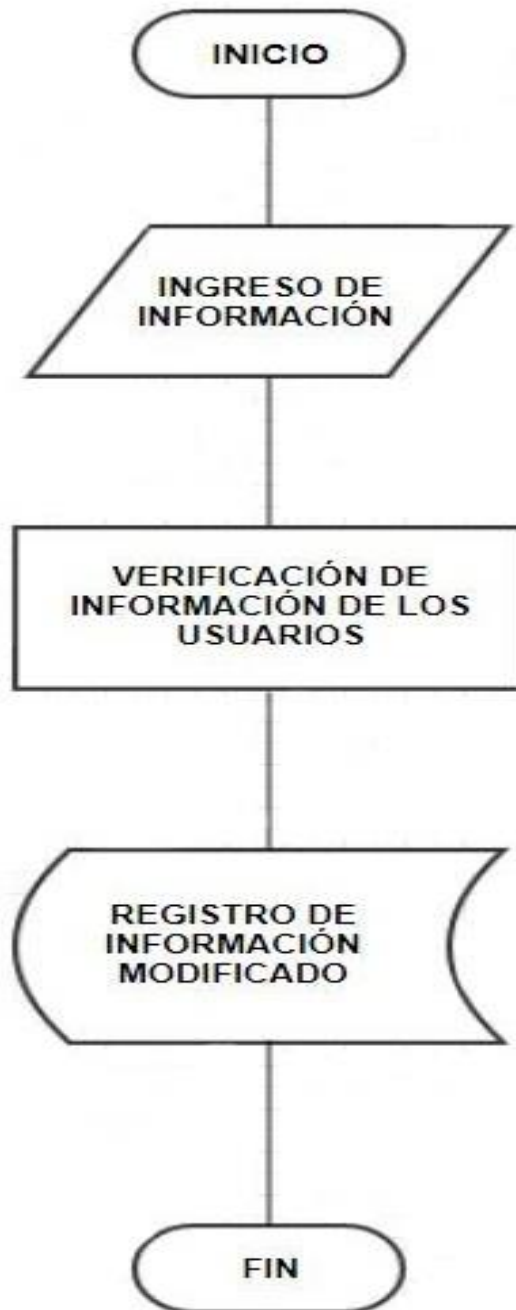 INICIO
INGRESO DE
INFORMACIÓN
VERIFICACIÓN DE
INFORMACIÓN DE LOS
USUARIOS
REGISTRO DE
INFORMACIÓN
MODIFICADO
FIN